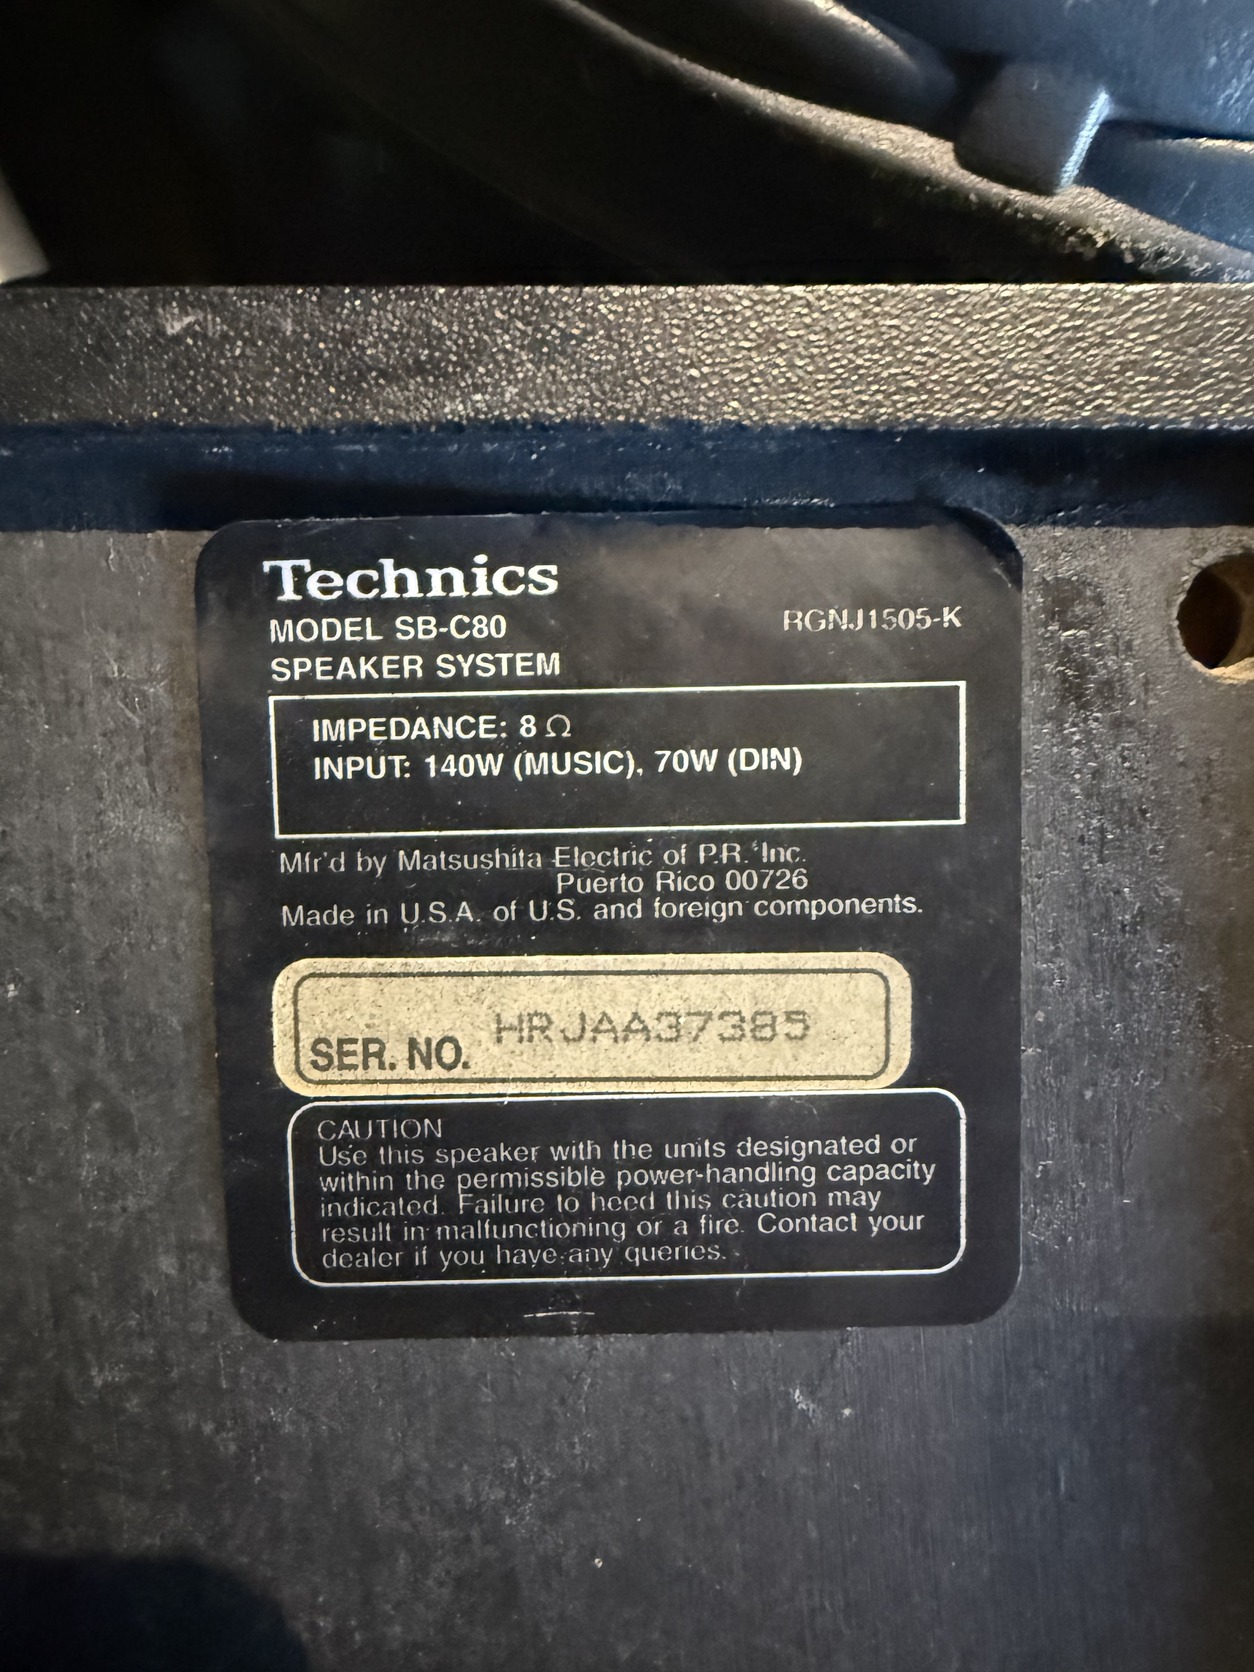 Technics
MODEL SB-C80
RGNJ1505-K
SPEAKER SYSTEM
IMPEDANCE: 8 Ω
INPUT: 140W (MUSIC), 70W (DIN)
Mfr'd by Matsushita Electric of P.R. Inc.
Puerto Rico 00726
Made in U.S.A. of U.S. and foreign components.
HRJAA37385
SER. NO.
CAUTION
Use this speaker with the units designated or
within the permissible power-handling capacity
indicated. Failure to heed this caution may
result in malfunctioning or a fire. Contact your
dealer if you have any queries.